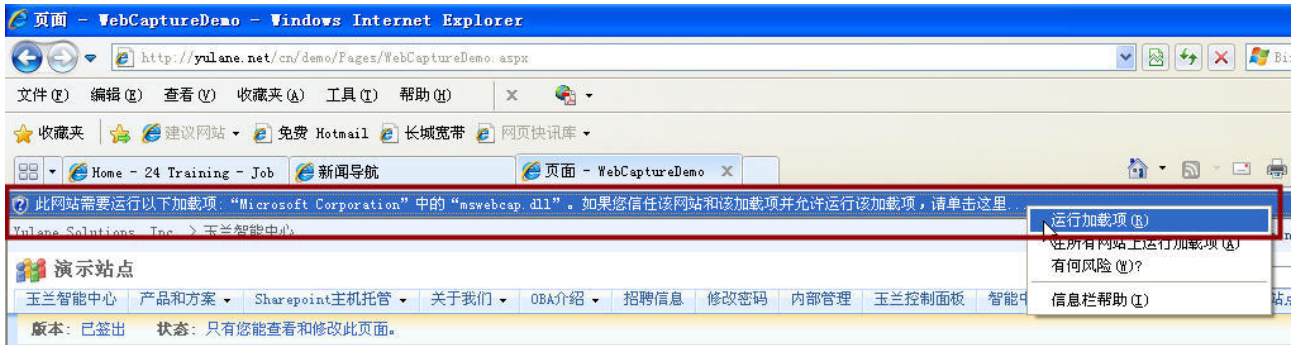 页面 - WebCaptureDemo - Windows Internet Explorer
http://yulane.net/cn/demo/Pages/WebCaptureDemo.aspx
文件(F) 编辑(E) 查看(V) 收藏夹(A) 工具(T) 帮助(H)
收藏夹 建议网站 免费 Hotmail 长城宽带 网页快讯库
Home - 24 Training - Job 新闻导航 页面 - WebCaptureDemo
此网站需要运行以下加载项: “Microsoft Corporation”中的“mswebcap.dll”。如果您信任该网站和该加载项并允许运行该加载项，请单击这里...
运行加载项(R)
Yulane Solutions, Inc. > 玉兰智能中心
在所有网站上运行加载项(A)
演示站点
有何风险(W)?
玉兰智能中心 产品和方案 Sharepoint主机托管 关于我们 OBA介绍 招聘信息 修改密码 内部管理 玉兰控制面板 智能中
信息栏帮助(I)
版本: 已签出 状态: 只有您能查看和修改此页面。